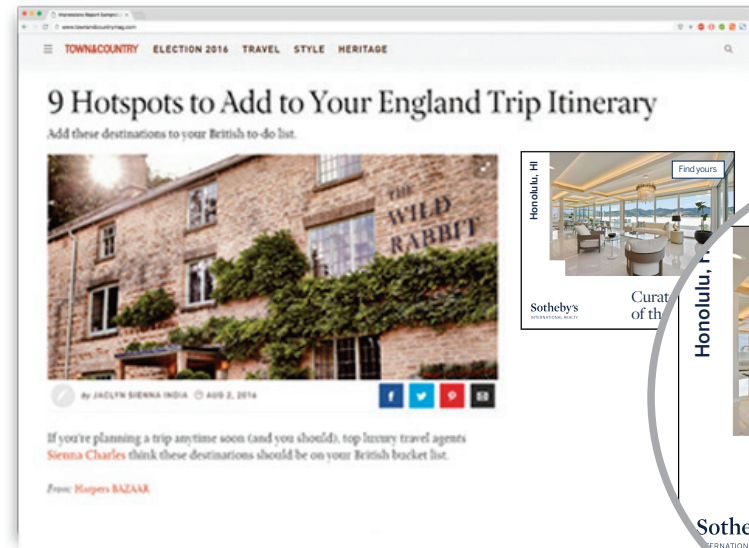 www.townandcountrymag.com
TOWN&COUNTRY ELECTION 2016 TRAVEL STYLE HERITAGE
9 Hotspots to Add to Your England Trip Itinerary
Add these destinations to your British to-do list.
THE
WILD
RABBIT
By JACLYN SIENNA INDIA AUG 2, 2016
If you're planning a trip anytime soon (and you should), top luxury travel agents
Sienna Charles think these destinations should be on your British bucket list.
From: Harpers BAZAAR
Honolulu, HI
Find yours
Sotheby's
INTERNATIONAL REALTY
Curat
of th
Honolulu, H
Sothe
TERNATION